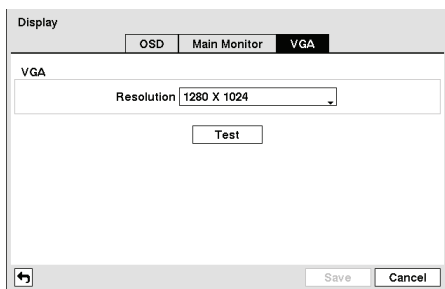 Display
OSD Main Monitor VGA
VGA
Resolution 1280 X 1024
Test
Save Cancel